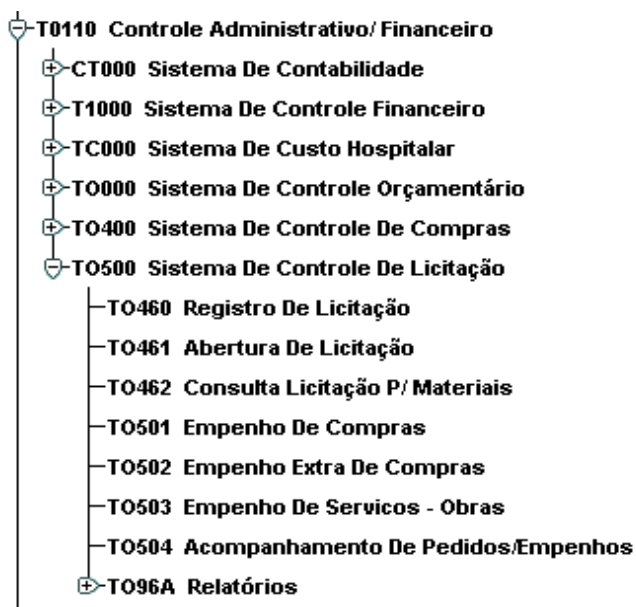 T0110 Controle Administrativo/ Financeiro
CT000 Sistema De Contabilidade
T1000 Sistema De Controle Financeiro
TC000 Sistema De Custo Hospitalar
TO000 Sistema De Controle Orçamentário
TO400 Sistema De Controle De Compras
TO500 Sistema De Controle De Licitação
TO460 Registro De Licitação
TO461 Abertura De Licitação
TO462 Consulta Licitação P/ Materiais
TO501 Empenho De Compras
TO502 Empenho Extra De Compras
TO503 Empenho De Servicos - Obras
TO504 Acompanhamento De Pedidos/Empenhos
TO96A Relatórios